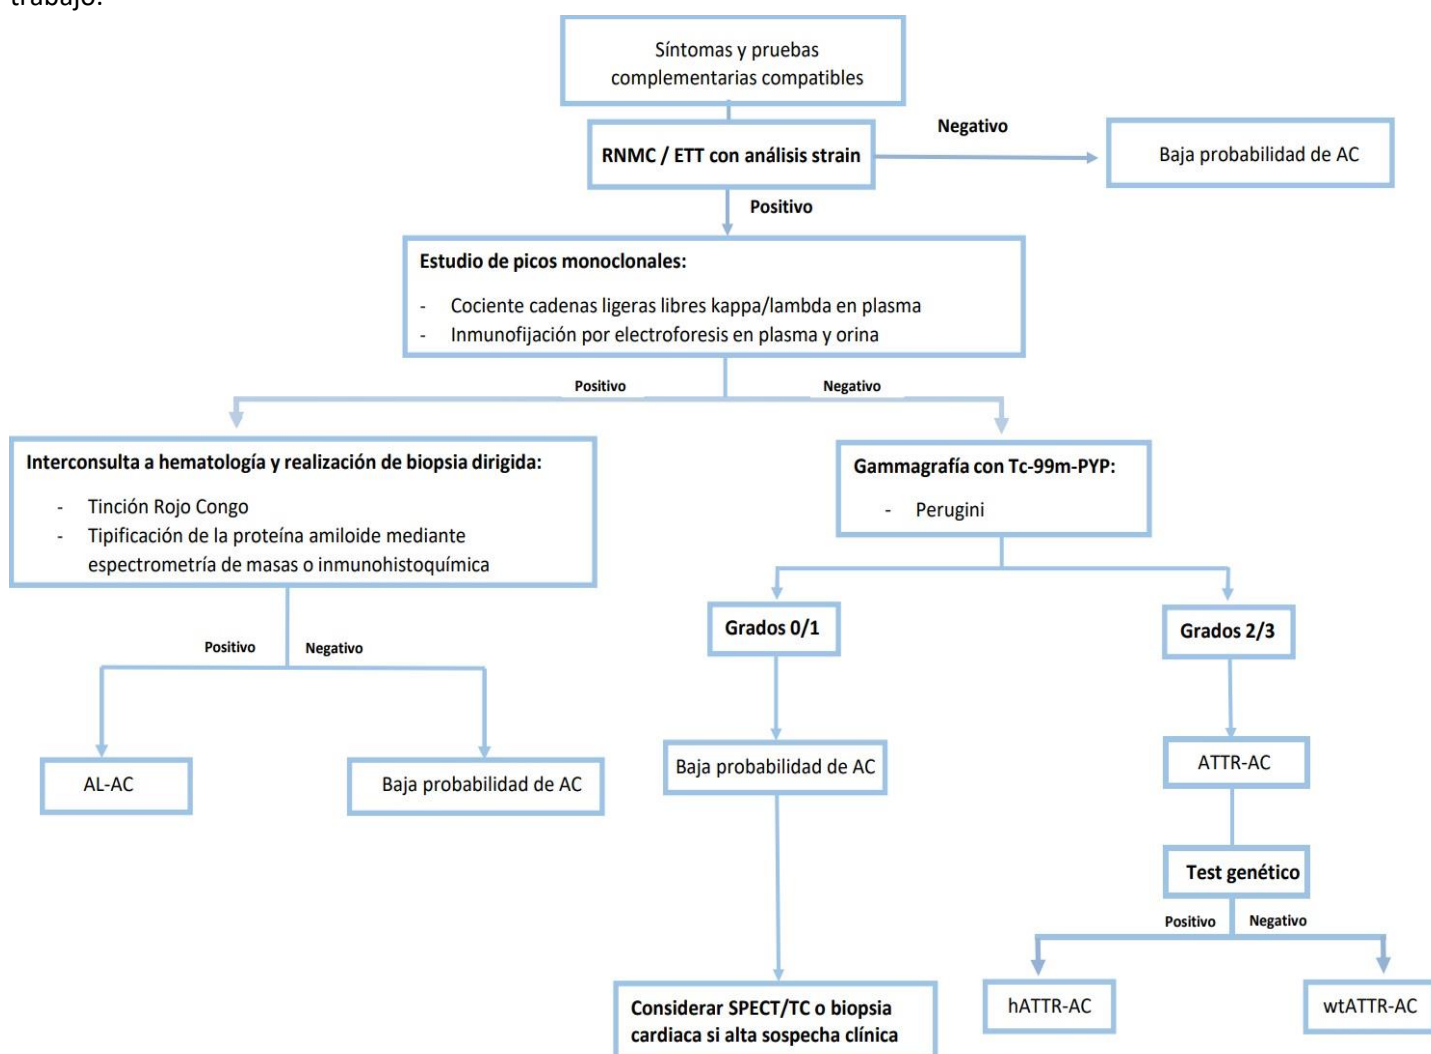 trabajo.
Síntomas y pruebas
complementarias compatibles
RNMC / ETT con análisis strain
Negativo
Baja probabilidad de AC
Positivo
Estudio de picos monoclonales:
- Cociente cadenas ligeras libres kappa/lambda en plasma
- Inmunofijación por electroforesis en plasma y orina
Positivo
Negativo
Interconsulta a hematología y realización de biopsia dirigida:
- Tinción Rojo Congo
- Tipificación de la proteína amiloide mediante
espectrometría de masas o inmunohistoquímica
Gammagrafía con Tc-99m-PYP:
- Perugini
Positivo
Negativo
AL-AC
Baja probabilidad de AC
Grados 0/1
Grados 2/3
Baja probabilidad de AC
ATTR-AC
Test genético
Positivo
Negativo
Considerar SPECT/TC o biopsia
cardiaca si alta sospecha clínica
hATTR-AC
wtATTR-AC